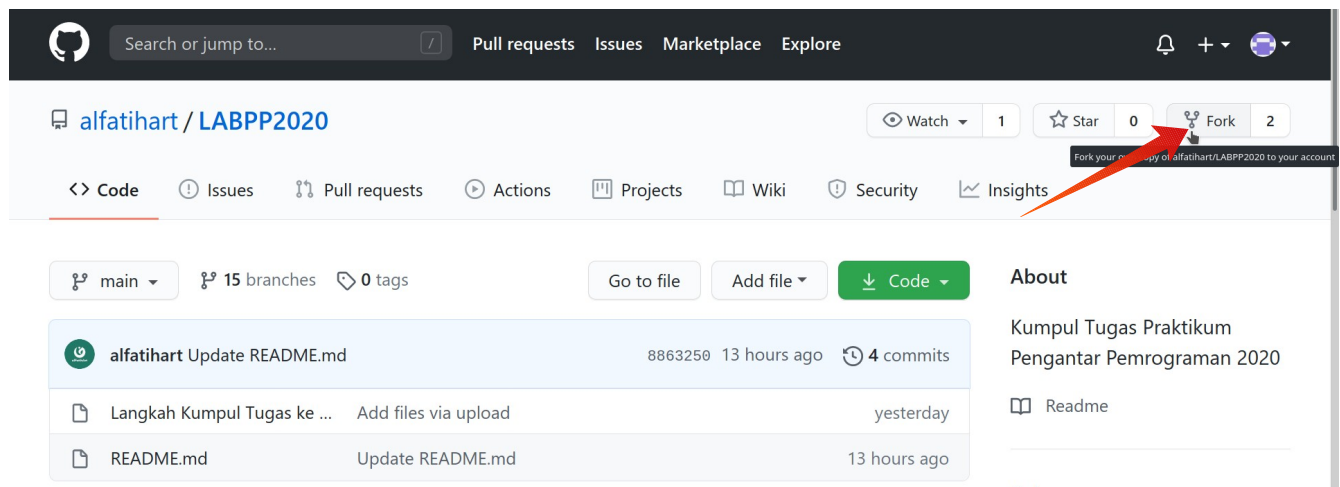 Search or jump to... / Pull requests Issues Marketplace Explore
alfatihart / LABPP2020 Watch 1 Star 0 Fork 2
Fork your copy of alfatihart/LABPP2020 to your account
Code Issues Pull requests Actions Projects Wiki Security Insights
main 15 branches 0 tags Go to file Add file Code
About
Kumpul Tugas Praktikum
Pengantar Pemrograman 2020
Readme
alfatihart Update README.md 8863250 13 hours ago 4 commits
Langkah Kumpul Tugas ke ... Add files via upload yesterday
README.md Update README.md 13 hours ago